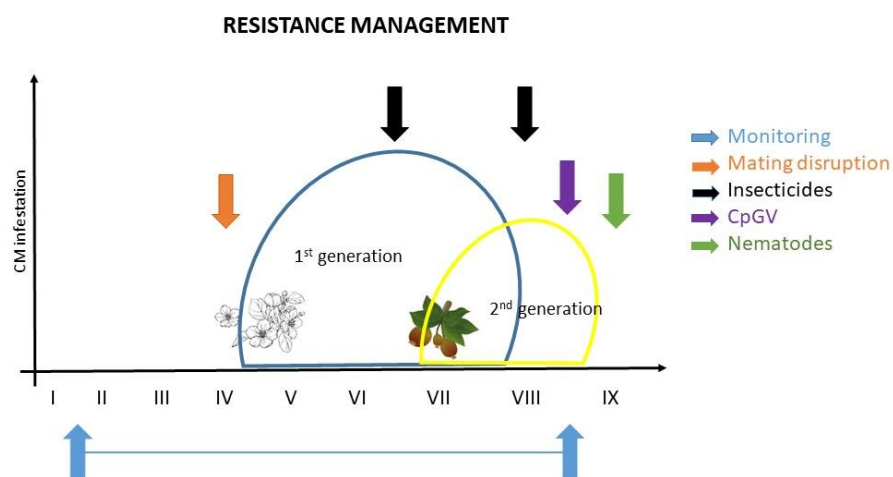 RESISTANCE MANAGEMENT
CM infestation
1st generation
2nd generation
Monitoring
Mating disruption
Insecticides
CpGV
Nematodes
I II III IV V VI VII VIII IX